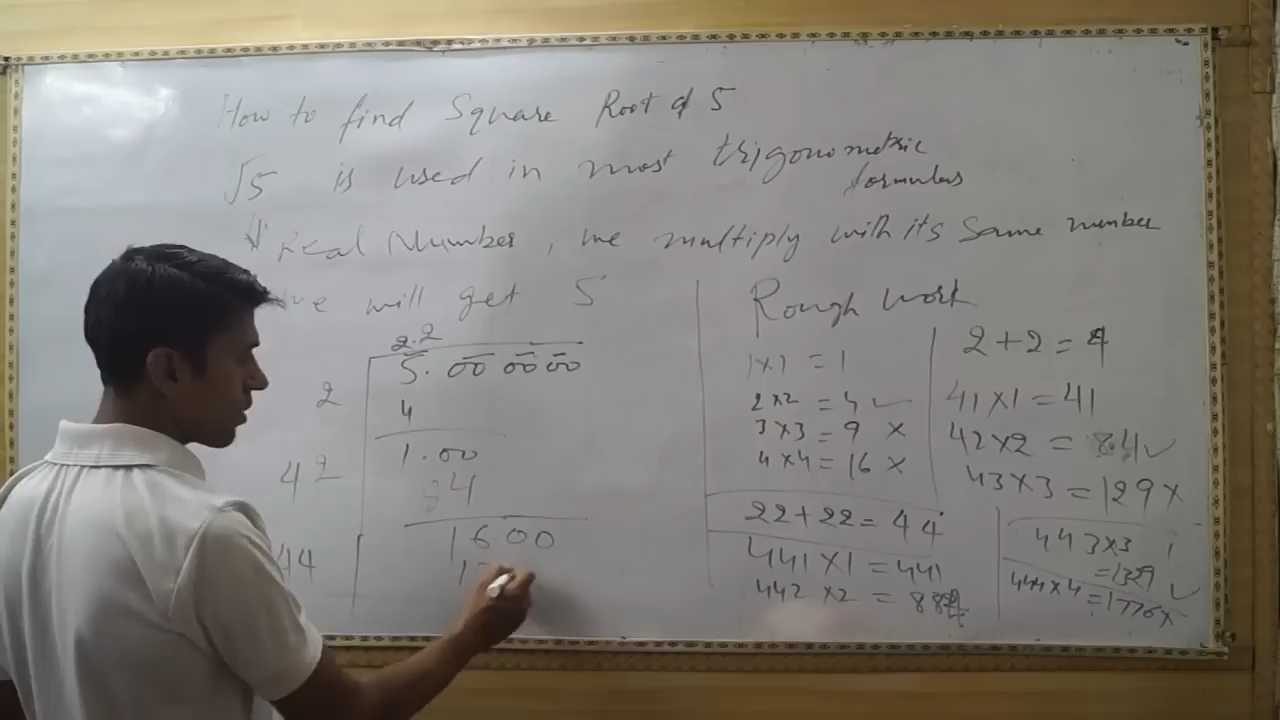 How to find Square Root of 5
√5 is used in most trigonometric
formulas
Real Number, we multiply with its same number
we will get 5
2.2
2 5.00 00 00
4
42 1.00
84
44 1600
1
Rough work
1×1 = 1
2×2 = 4 ✓
3×3 = 9 ×
4×4 = 16 ×
2+2 = 4
41×1 = 41
42×2 = 84 ✓
43×3 = 129 ×
22+22 = 44
441×1 = 441
442×2 = 884
443×3
=1329 ✓
444×4 =1776×